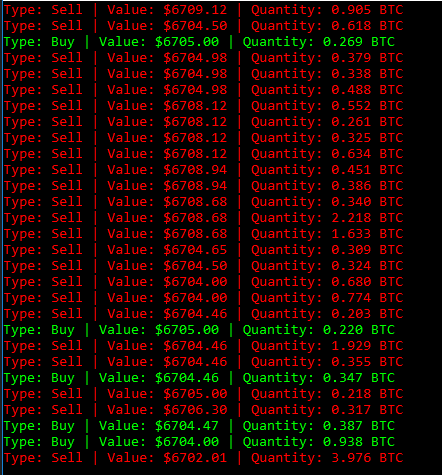 Type: Sell | Value: $6709.12 | Quantity: 0.905 BTC
Type: Sell | Value: $6704.50 | Quantity: 0.618 BTC
Type: Buy | Value: $6705.00 | Quantity: 0.269 BTC
Type: Sell | Value: $6704.98 | Quantity: 0.379 BTC
Type: Sell | Value: $6704.98 | Quantity: 0.338 BTC
Type: Sell | Value: $6704.98 | Quantity: 0.488 BTC
Type: Sell | Value: $6708.12 | Quantity: 0.552 BTC
Type: Sell | Value: $6708.12 | Quantity: 0.261 BTC
Type: Sell | Value: $6708.12 | Quantity: 0.325 BTC
Type: Sell | Value: $6708.12 | Quantity: 0.634 BTC
Type: Sell | Value: $6708.94 | Quantity: 0.451 BTC
Type: Sell | Value: $6708.94 | Quantity: 0.386 BTC
Type: Sell | Value: $6708.68 | Quantity: 0.340 BTC
Type: Sell | Value: $6708.68 | Quantity: 2.218 BTC
Type: Sell | Value: $6708.68 | Quantity: 1.633 BTC
Type: Sell | Value: $6704.65 | Quantity: 0.309 BTC
Type: Sell | Value: $6704.50 | Quantity: 0.324 BTC
Type: Sell | Value: $6704.00 | Quantity: 0.680 BTC
Type: Sell | Value: $6704.00 | Quantity: 0.774 BTC
Type: Sell | Value: $6704.46 | Quantity: 0.203 BTC
Type: Buy | Value: $6705.00 | Quantity: 0.220 BTC
Type: Sell | Value: $6704.46 | Quantity: 1.929 BTC
Type: Sell | Value: $6704.46 | Quantity: 0.355 BTC
Type: Buy | Value: $6704.46 | Quantity: 0.347 BTC
Type: Sell | Value: $6705.00 | Quantity: 0.218 BTC
Type: Sell | Value: $6706.30 | Quantity: 0.317 BTC
Type: Buy | Value: $6704.47 | Quantity: 0.387 BTC
Type: Buy | Value: $6704.00 | Quantity: 0.938 BTC
Type: Sell | Value: $6702.01 | Quantity: 3.976 BTC